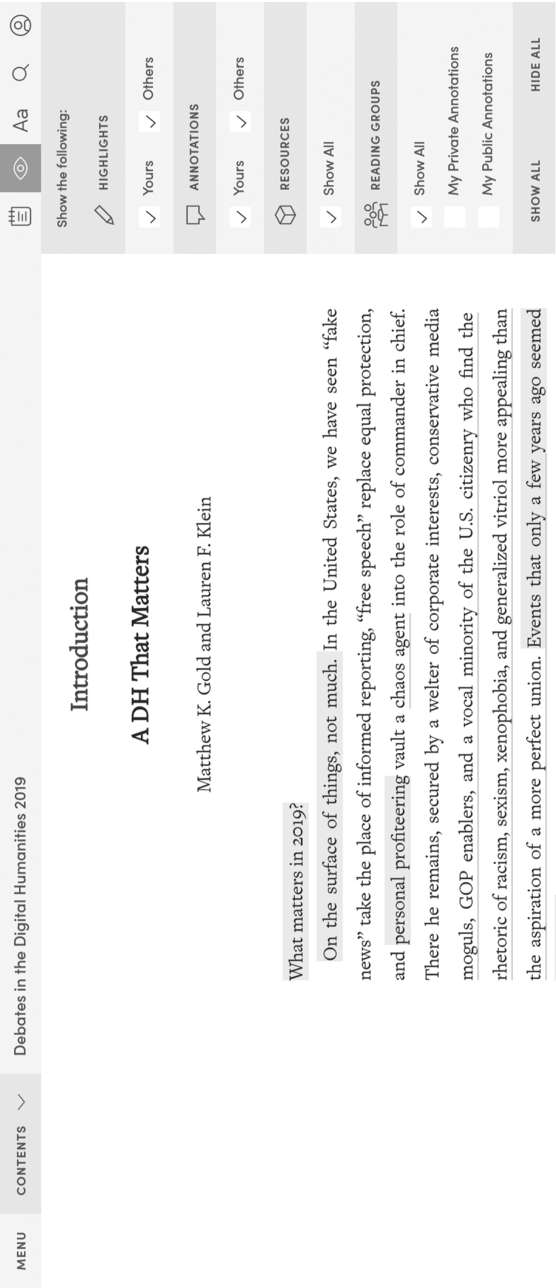 MENU
CONTENTS
Debates in the Digital Humanities 2019
Aa
Introduction
A DH That Matters
Matthew K. Gold and Lauren F. Klein
What matters in 2019?
On the surface of things, not much. In the United States, we have seen “fake
news” take the place of informed reporting, “free speech” replace equal protection,
and personal profiteering vault a chaos agent into the role of commander in chief.
There he remains, secured by a welter of corporate interests, conservative media
moguls, GOP enablers, and a vocal minority of the U.S. citizenry who find the
rhetoric of racism, sexism, xenophobia, and generalized vitriol more appealing than
the aspiration of a more perfect union. Events that only a few years ago seemed
Show the following:
HIGHLIGHTS
Yours Others
ANNOTATIONS
Yours Others
RESOURCES
Show All
READING GROUPS
Show All
My Private Annotations
My Public Annotations
SHOW ALL HIDE ALL